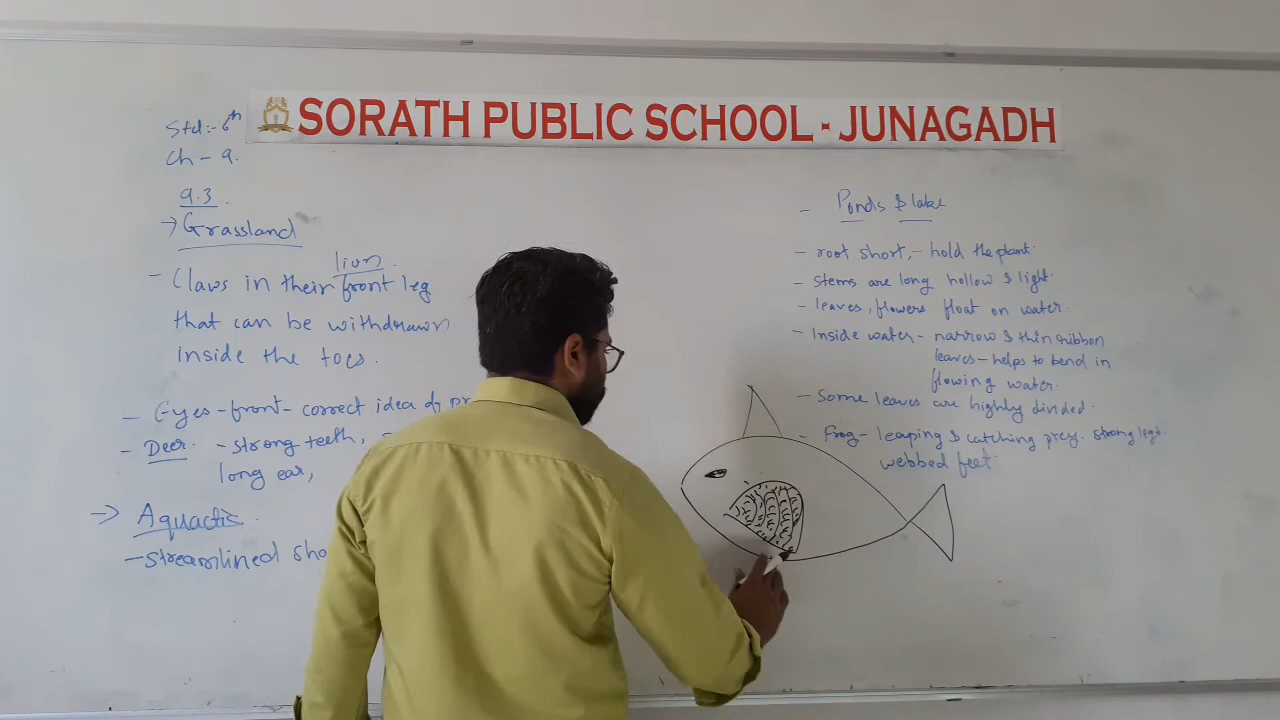 SORATH PUBLIC SCHOOL - JUNAGADH
Std:- 6th
Ch - 9.
9.3
→ Grassland
lion.
- Claws in their front leg
that can be withdrawn
inside the toes.
- Eyes - front - correct idea of pr
- Deer - strong teeth,
long ear,
→ Aquactis
- streamlined sha
- Ponds & lake
- root short, - hold the plant.
- stems are long hollow & light.
- leaves, flowers float on water.
- Inside water - narrow & thin ribbon
leaves - helps to bend in
flowing water.
- Some leaves are highly divided.
- Frog - leaping & catching prey. strong legs
webbed feet